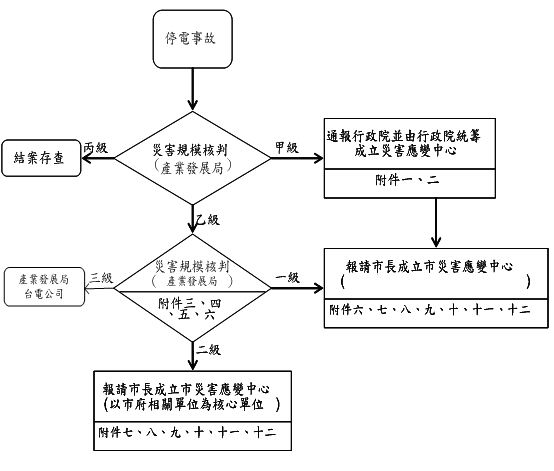 停電事故
丙級
災害規模核判
(產業發展局)
甲級
結案存查
通報行政院並由行政院統籌
成立災害應變中心
附件一、二
乙級
三級
災害規模核判
(產業發展局)
一級
附件三、四
、五、六
產業發展局
台電公司
報請市長成立市災害應變中心
( )
附件六、七、八、九、十、十一、十二
二級
報請市長成立市災害應變中心
(以市府相關單位為核心單位 )
附件七、八、九、十、十一、十二